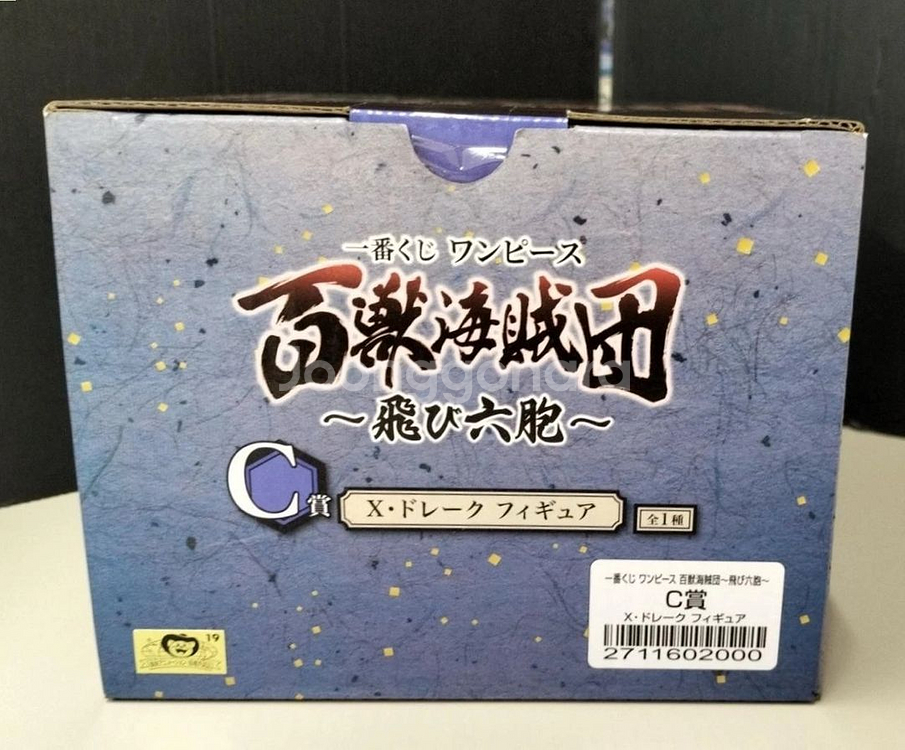 一番くじ ワンピース
百獣海賊団
～飛び六胞～
C賞
X・ドレーク フィギュア
全1種
Joonggonara
一番くじ ワンピース 百獣海賊団～飛び六胞～
C賞
X・ドレーク フィギュア
2711602000
19